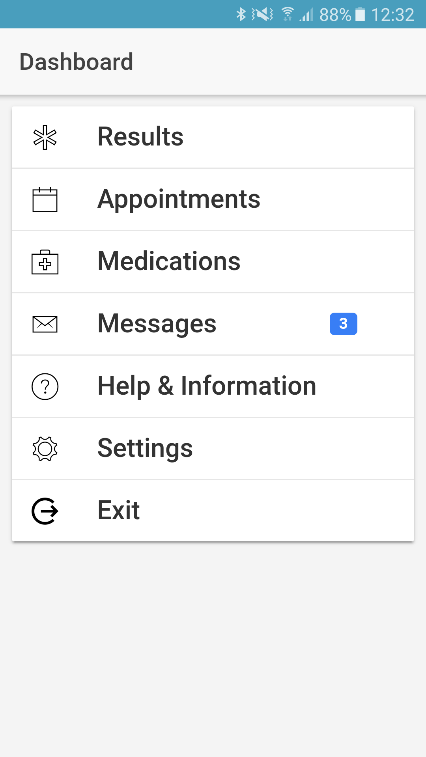 88% 12:32
Dashboard
Results
Appointments
Medications
Messages 3
Help & Information
Settings
Exit